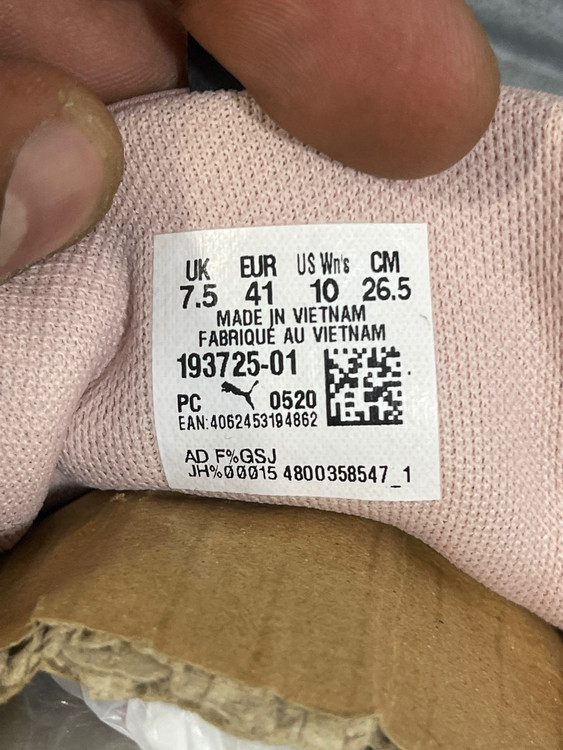 UK EUR US Wn's CM
7.5 41 10 26.5
MADE IN VIETNAM
FABRIQUÉ AU VIETNAM
193725-01
PC 0520
EAN:4062453194862
AD F%GSJ
JH%00015 4800358547_1